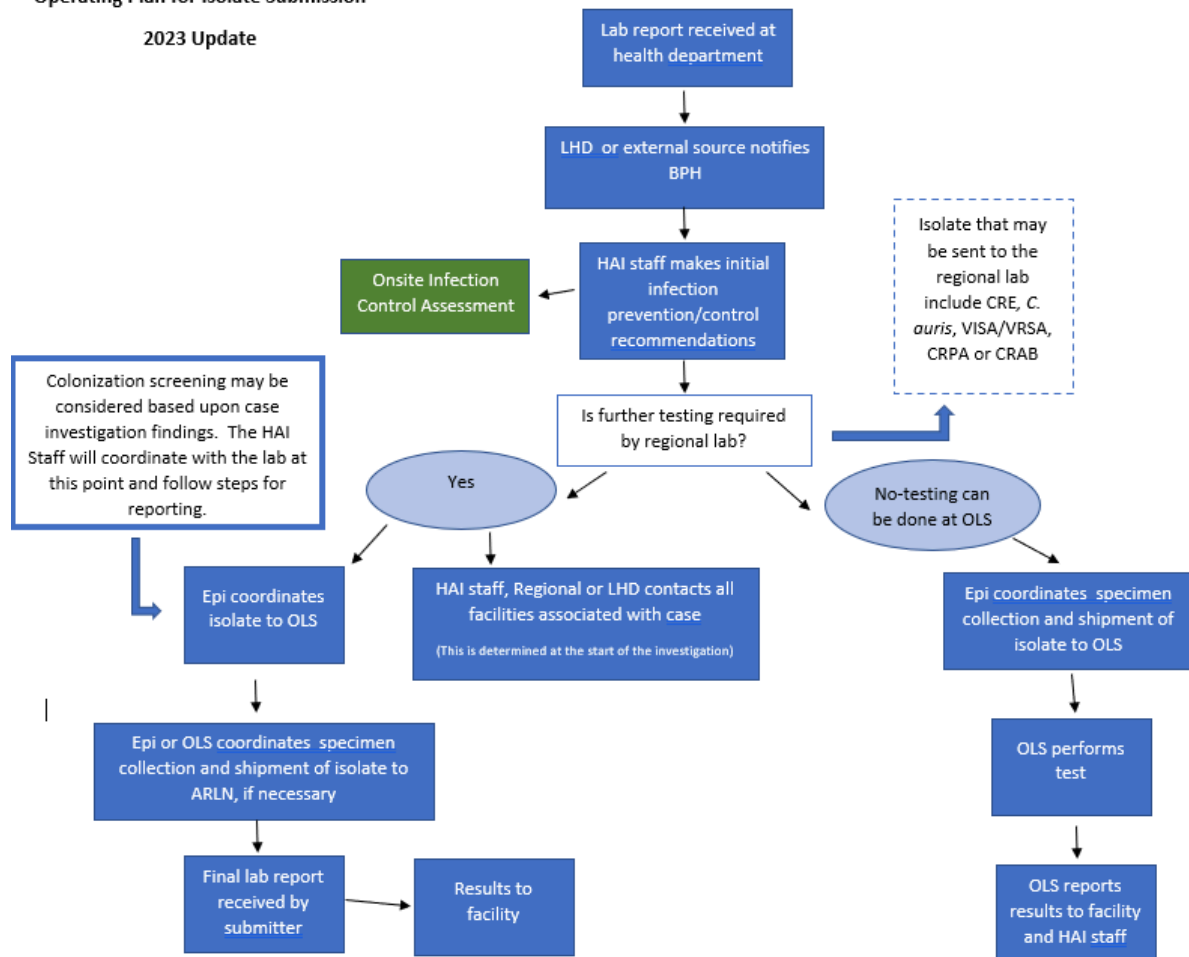 Operating Plan for Isolate Submission
2023 Update
Lab report received at
health department
LHD or external source notifies
BPH
HAI staff makes initial
infection
prevention/control
recommendations
Onsite Infection
Control Assessment
Isolate that may
be sent to the
regional lab
include CRE, C.
auris, VISA/VRSA,
CRPA or CRAB
Colonization screening may be
considered based upon case
investigation findings. The HAI
Staff will coordinate with the lab at
this point and follow steps for
reporting.
Is further testing required
by regional lab?
Yes
No-testing can
be done at OLS
Epi coordinates
isolate to OLS
HAI staff, Regional or LHD contacts all
facilities associated with case
(This is determined at the start of the investigation)
Epi coordinates specimen
collection and shipment of
isolate to OLS
Epi or OLS coordinates specimen
collection and shipment of isolate to
ARLN, if necessary
OLS performs
test
Final lab report
received by
submitter
Results to
facility
OLS reports
results to facility
and HAI staff